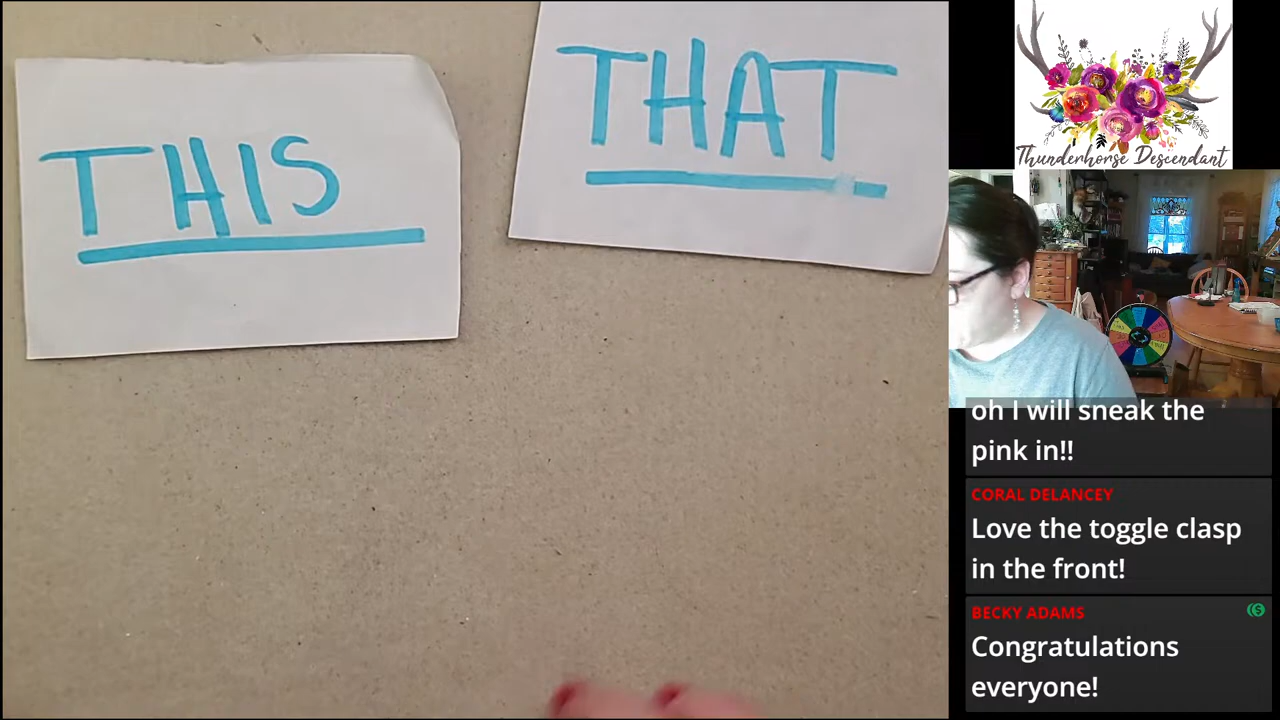 THIS
THAT
Thunderhorse Descendant
oh I will sneak the
pink in!!
CORAL DELANCEY
Love the toggle clasp
in the front!
BECKY ADAMS
Congratulations
everyone!